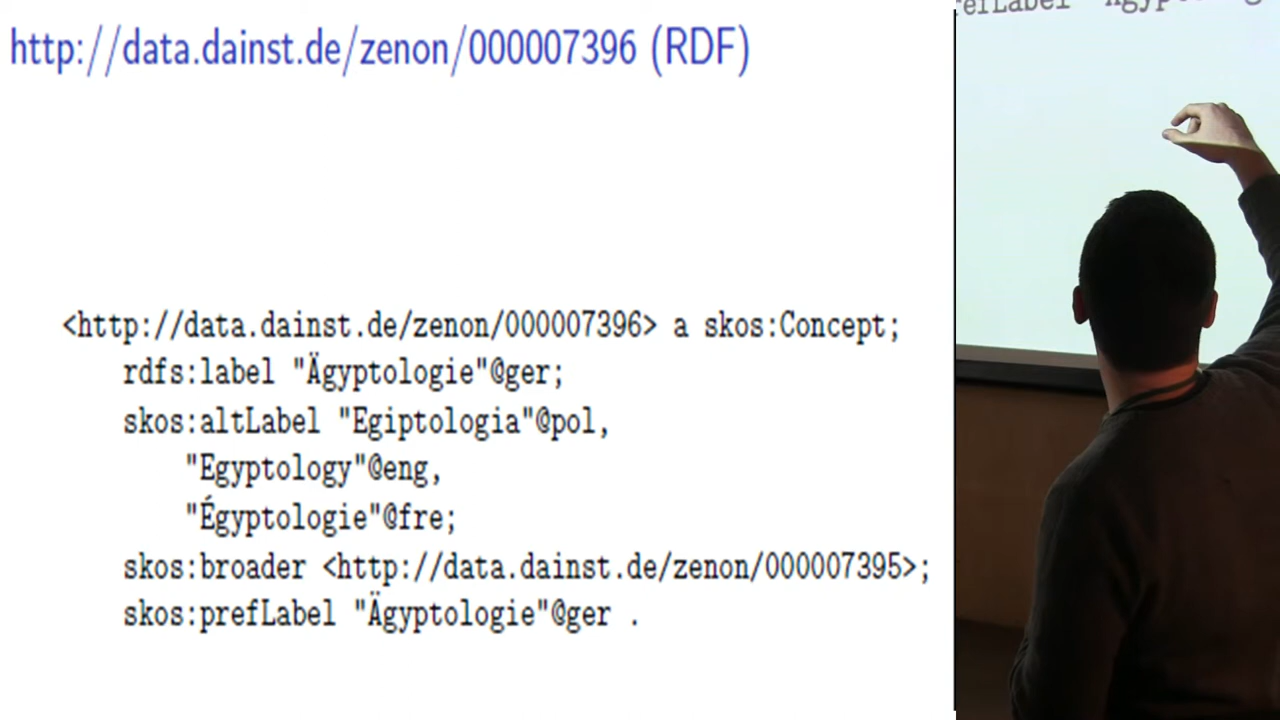 http://data.dainst.de/zenon/000007396 (RDF)
<http://data.dainst.de/zenon/000007396> a skos:Concept;
rdfs:label "Ägyptologie"@ger;
skos:altLabel "Egiptologia"@pol,
"Egyptology"@eng,
"Égyptologie"@fre;
skos:broader <http://data.dainst.de/zenon/000007395>;
skos:prefLabel "Ägyptologie"@ger .